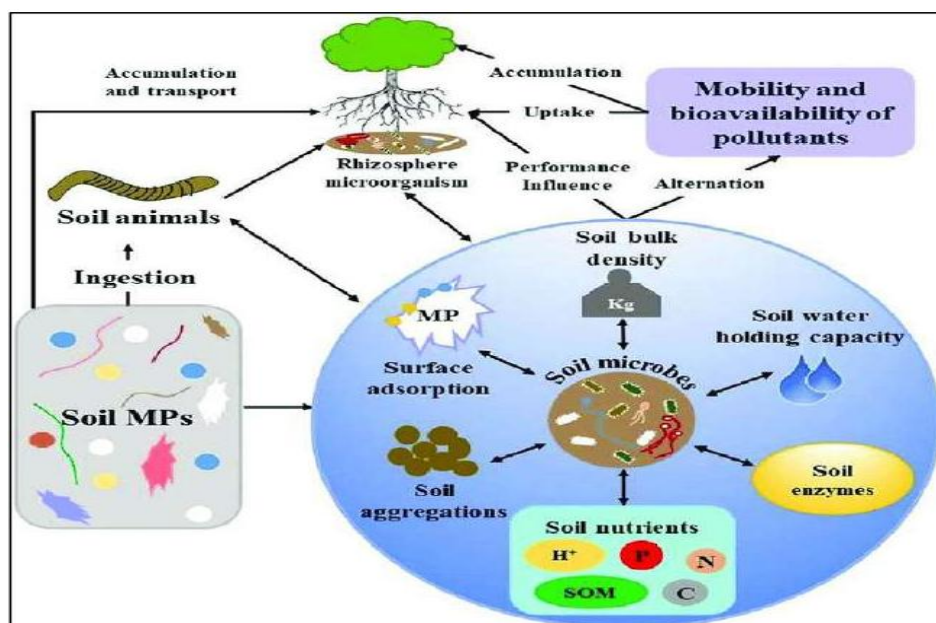 Accumulation
and transport
Accumulation
Uptake
Mobility and
bioavailability of
pollutants
Rhizosphere
microorganism
Performance
Influence
Alternation
Soil animals
Ingestion
Soil MPs
Soil bulk
density
Kg
MP
Surface
adsorption
Soil microbes
Soil water
holding capacity
Soil
aggregations
Soil
enzymes
Soil nutrients
H⁺
P
N
SOM
C